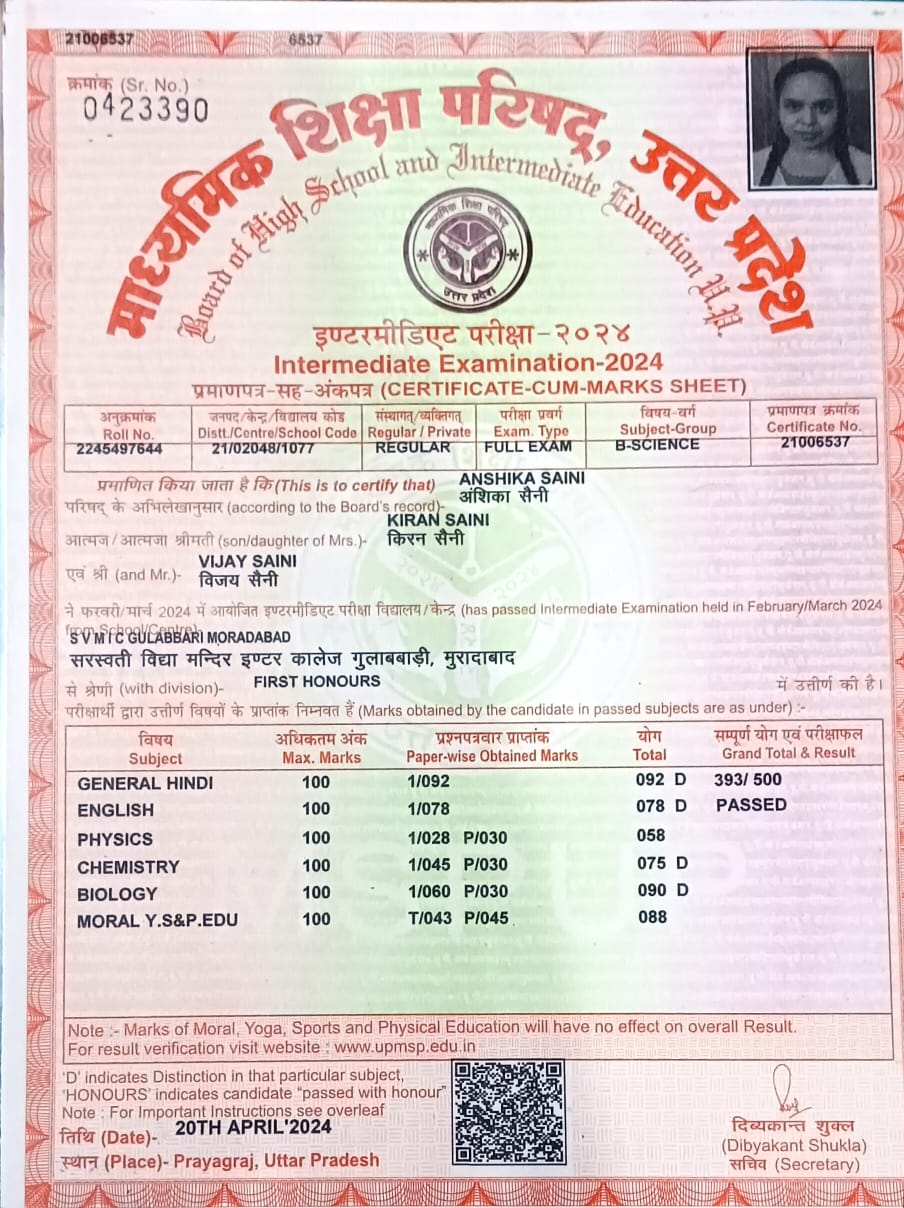 21006537 6537
क्रमांक (Sr. No.)
0423390
माध्यमिक शिक्षा परिषद्, उत्तर प्रदेश
Board of High School and Intermediate Education U.P.
माध्यमिक शिक्षा परिषद
उत्तर प्रदेश
इण्टरमीडिएट परीक्षा-२०२४
Intermediate Examination-2024
प्रमाणपत्र-सह-अंकपत्र (CERTIFICATE-CUM-MARKS SHEET)
अनुक्रमांक जनपद/केन्द्र/विद्यालय कोड संस्थागत/व्यक्तिगत परीक्षा प्रवर्ग विषय-वर्ग प्रमाणपत्र क्रमांक
Roll No. Distt./Centre/School Code Regular / Private Exam. Type Subject-Group Certificate No.
2245497644 21/02048/1077 REGULAR FULL EXAM B-SCIENCE 21006537
प्रमाणित किया जाता है कि (This is to certify that) ANSHIKA SAINI
अंशिका सैनी
परिषद् के अभिलेखानुसार (according to the Board's record)-
KIRAN SAINI
आत्मज/आत्मजा श्रीमती (son/daughter of Mrs.)- किरन सैनी
VIJAY SAINI
एवं श्री (and Mr.)- विजय सैनी
ने फरवरी/मार्च 2024 में आयोजित इण्टरमीडिएट परीक्षा विद्यालय/केन्द्र (has passed Intermediate Examination held in February/March 2024
from School/Centre)-
S V M I C GULABBARI MORADABAD
सरस्वती विद्या मन्दिर इण्टर कालेज गुलाबबाड़ी, मुरादाबाद
से श्रेणी (with division)- FIRST HONOURS में उत्तीर्ण की है।
परीक्षार्थी द्वारा उत्तीर्ण विषयों के प्राप्तांक निम्नवत हैं (Marks obtained by the candidate in passed subjects are as under) :-
विषय अधिकतम अंक प्रश्नपत्रवार प्राप्तांक योग सम्पूर्ण योग एवं परीक्षाफल
Subject Max. Marks Paper-wise Obtained Marks Total Grand Total & Result
GENERAL HINDI 100 1/092 092 D 393/ 500
ENGLISH 100 1/078 078 D PASSED
PHYSICS 100 1/028 P/030 058
CHEMISTRY 100 1/045 P/030 075 D
BIOLOGY 100 1/060 P/030 090 D
MORAL Y.S&P.EDU 100 T/043 P/045 088
Note :- Marks of Moral, Yoga, Sports and Physical Education will have no effect on overall Result.
For result verification visit website : www.upmsp.edu.in
'D' indicates Distinction in that particular subject,
'HONOURS' indicates candidate "passed with honour"
Note : For Important Instructions see overleaf
तिथि (Date)- 20TH APRIL'2024
स्थान (Place)- Prayagraj, Uttar Pradesh
दिब्यकान्त शुक्ल
(Dibyakant Shukla)
सचिव (Secretary)